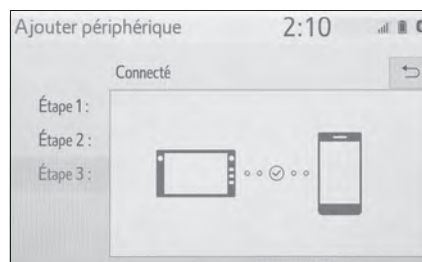 Ajouter périphérique 2:10
Connecté
Étape 1 :
Étape 2 :
Étape 3 :